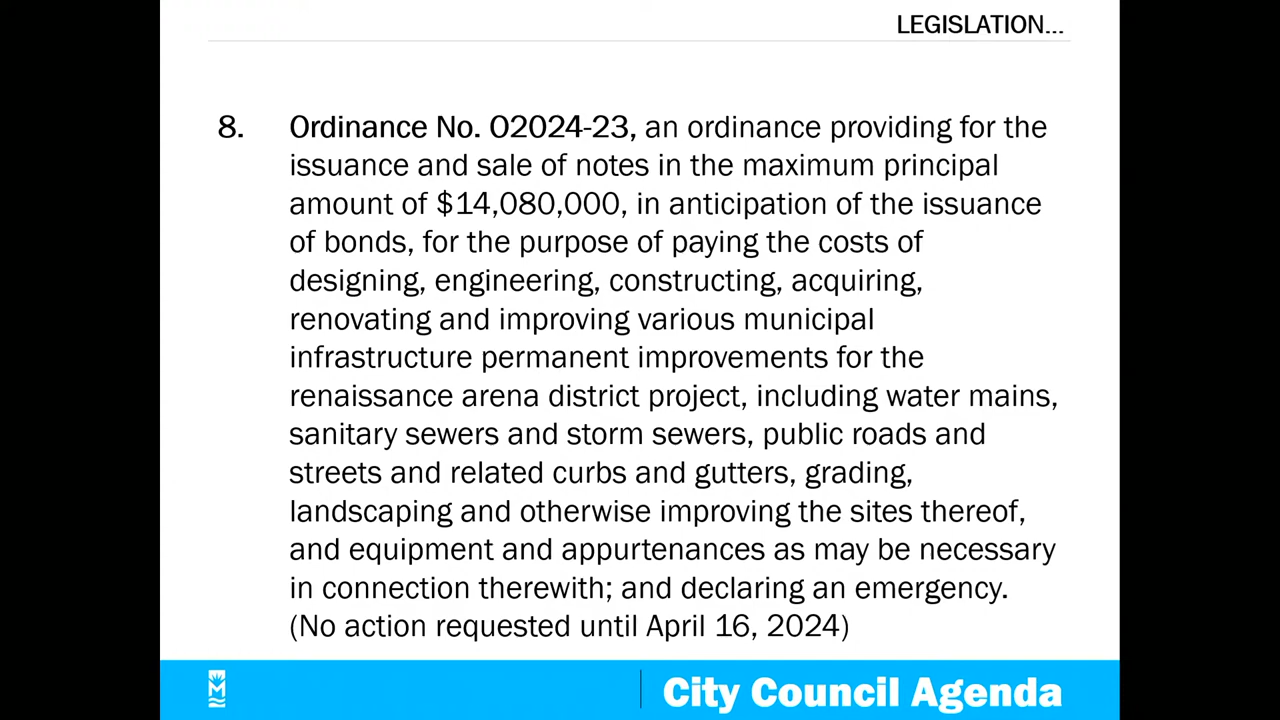 LEGISLATION...
8. Ordinance No. O2024-23, an ordinance providing for the
issuance and sale of notes in the maximum principal
amount of $14,080,000, in anticipation of the issuance
of bonds, for the purpose of paying the costs of
designing, engineering, constructing, acquiring,
renovating and improving various municipal
infrastructure permanent improvements for the
renaissance arena district project, including water mains,
sanitary sewers and storm sewers, public roads and
streets and related curbs and gutters, grading,
landscaping and otherwise improving the sites thereof,
and equipment and appurtenances as may be necessary
in connection therewith; and declaring an emergency.
(No action requested until April 16, 2024)
M
City Council Agenda